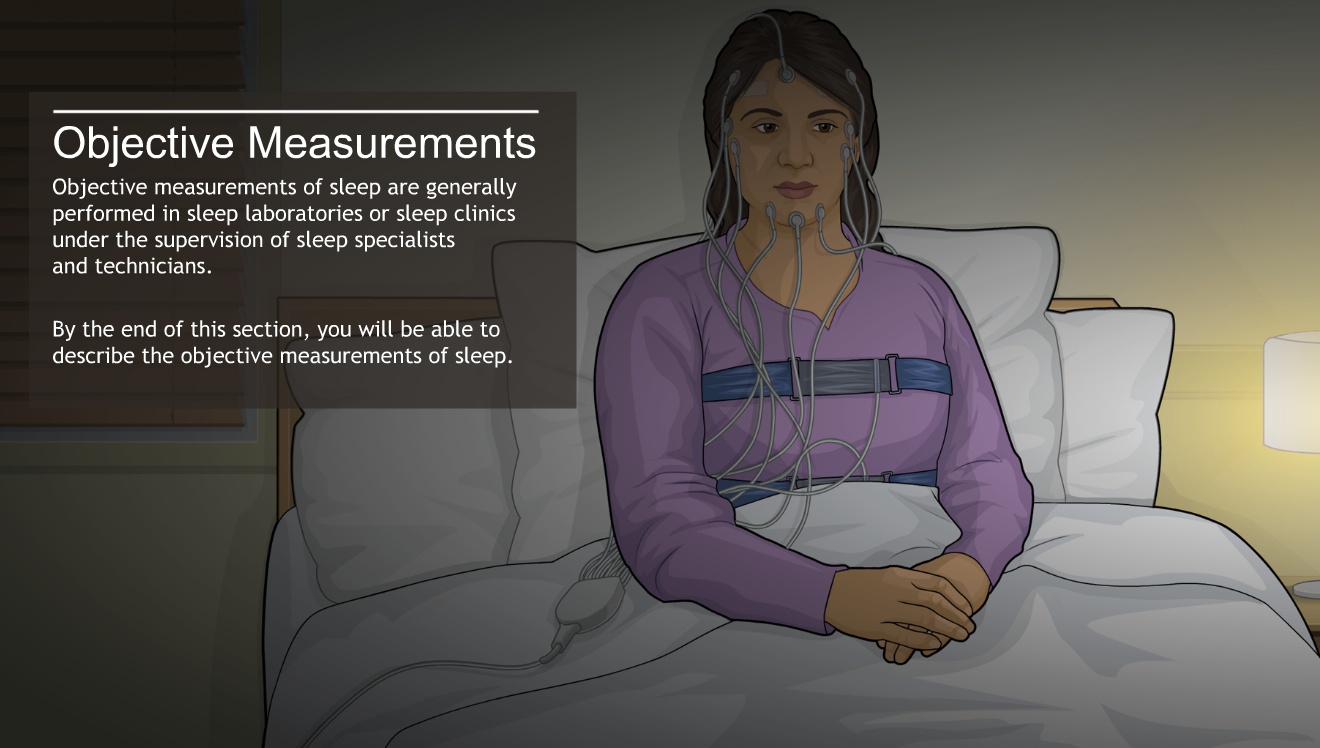 Objective Measurements
Objective measurements of sleep are generally
performed in sleep laboratories or sleep clinics
under the supervision of sleep specialists
and technicians.
By the end of this section, you will be able to
describe the objective measurements of sleep.